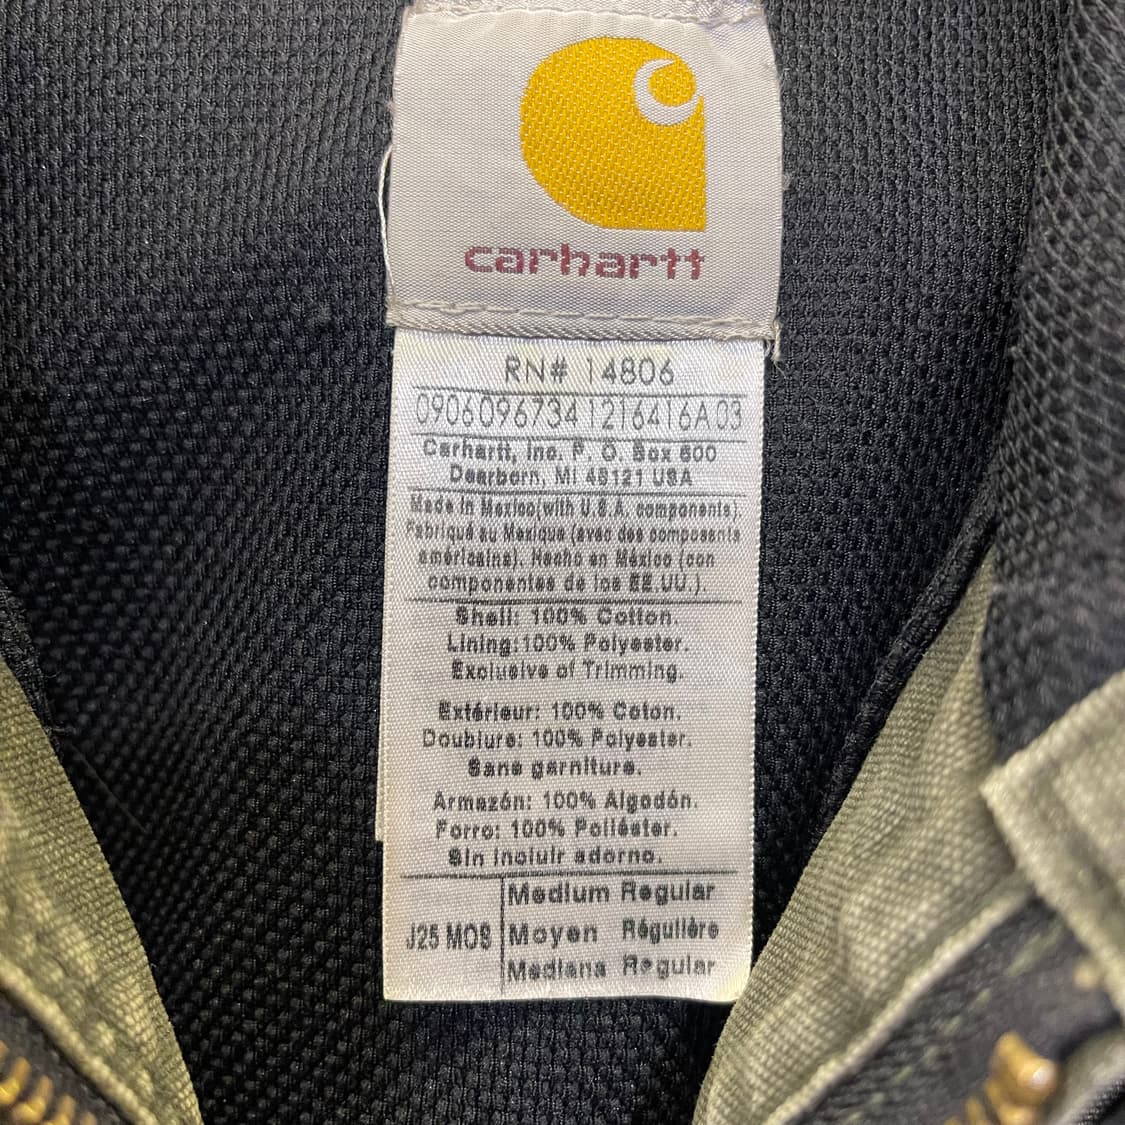 carhartt
RN# 14806
0906096734 1216416A 03
Carhartt, Inc. P. O. Box 600
Dearborn, MI 48121 USA
Made In Mexico(with U.S.A. components).
Fabriqué au Mexique (avec des composants
américains). Hecho en México (con
componentes de los EE.UU.).
Shell: 100% Cotton.
Lining:100% Polyester.
Exclusive of Trimming.
Extérieur: 100% Coton.
Doublure: 100% Polyester.
Sans garniture.
Armazón: 100% Algodón.
Forro: 100% Poliéster.
Sin incluir adorno.
Medium Regular
J25 MOS Moyen Régulière
Mediana Regular